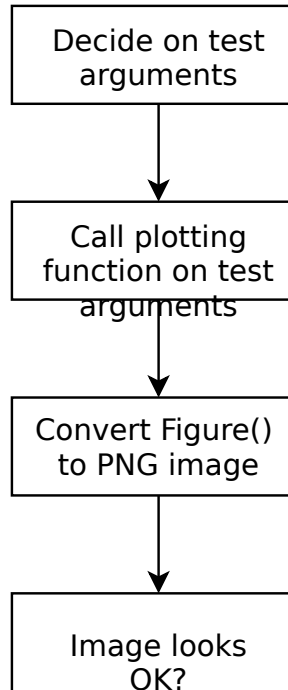 Decide on test
arguments
Call plotting
function on test
arguments
Convert Figure()
to PNG image
Image looks
OK?